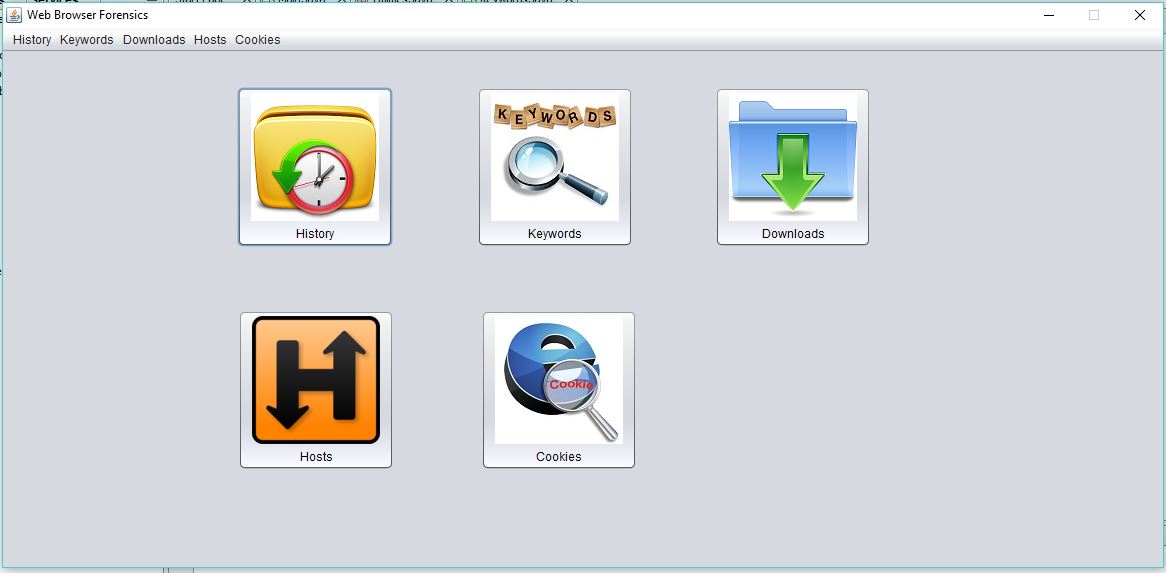 Web Browser Forensics
History Keywords Downloads Hosts Cookies
KEYWORDS
History
Keywords
Downloads
H
Cookie
Hosts
Cookies